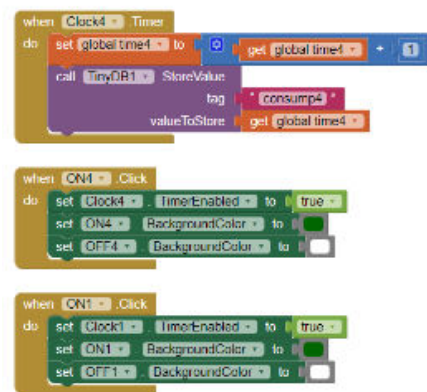 when Clock4 .Timer
do set global time4 to get global time4 + 1
call TinyDB1 .StoreValue
tag " consump4 "
valueToStore get global time4
when ON4 .Click
do set Clock4 . TimerEnabled to true
set ON4 . BackgroundColor to
set OFF4 . BackgroundColor to
when ON1 .Click
do set Clock1 . TimerEnabled to true
set ON1 . BackgroundColor to
set OFF1 . BackgroundColor to